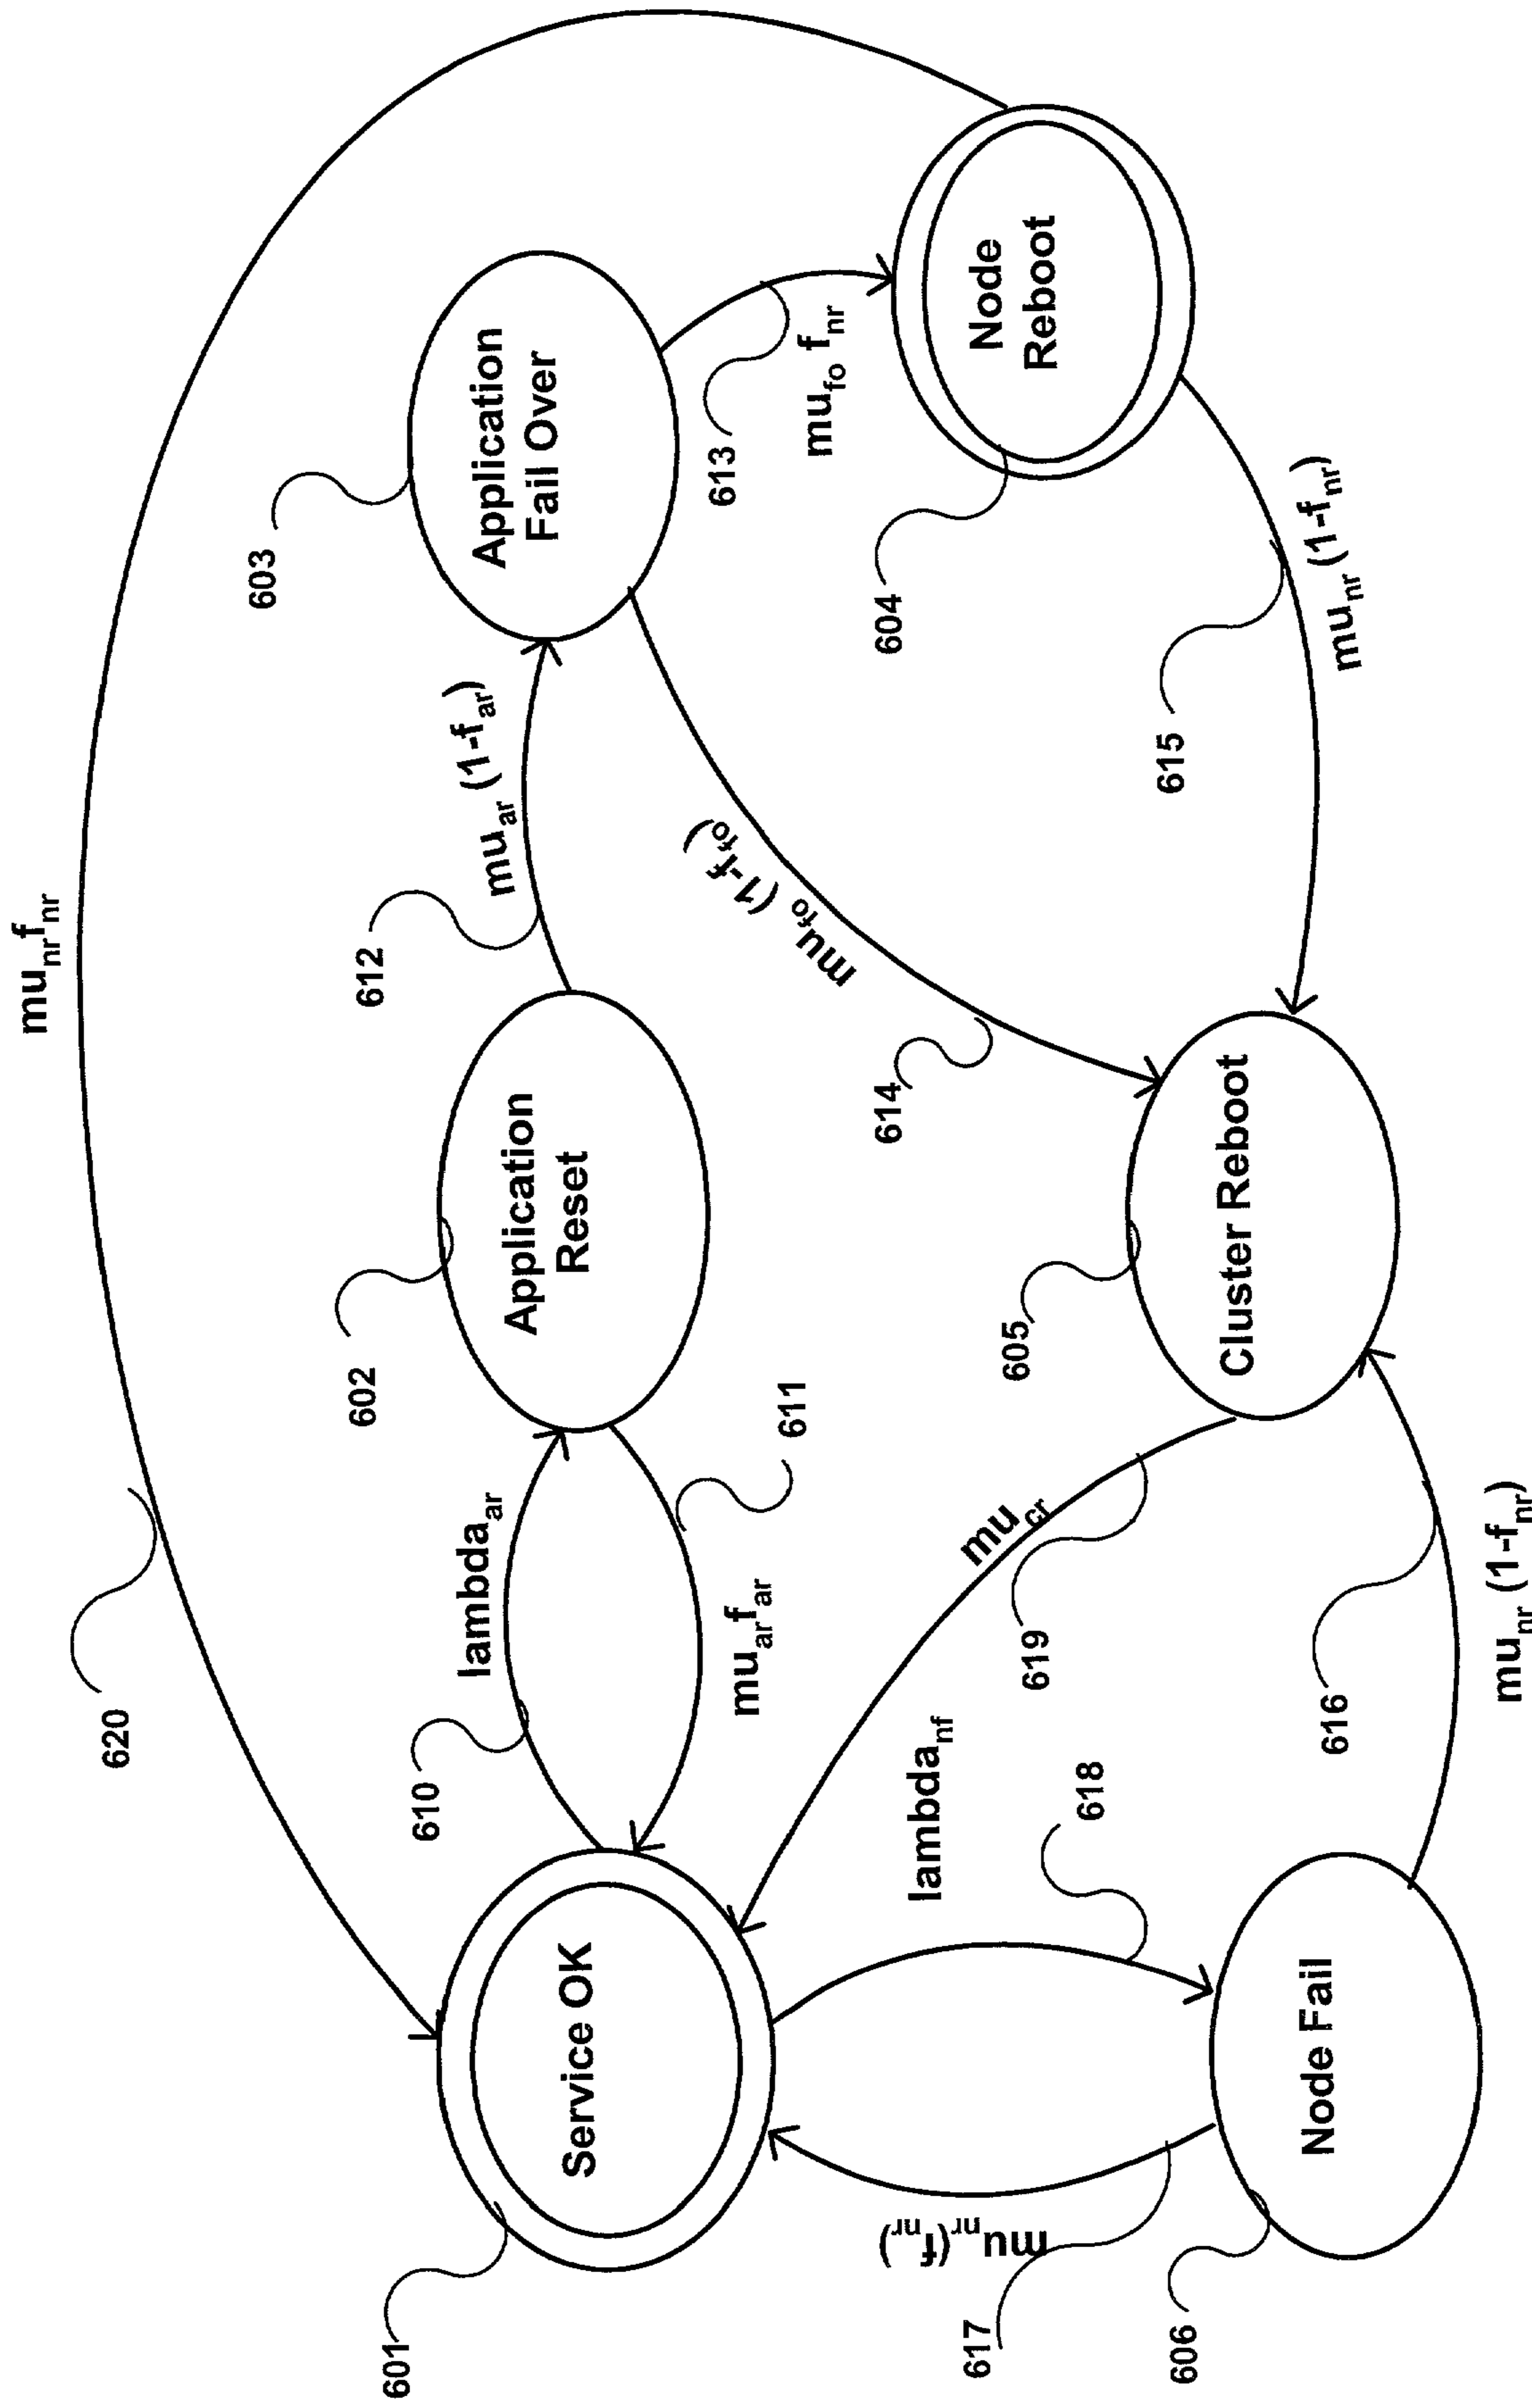 mu_nr f_nr
620
603
Application
Fail Over
612
mu_ar (1-f_ar)
602
Application
Reset
610
lambda_ar
601
Service OK
611
mu_ar f_ar
613
mu_fo f_nr
mu_fo (1-f_fo)
614
604
Node
Reboot
mu_cr
619
605
Cluster Reboot
615
mu_nr (1-f_nr)
lambda_nf
618
mu_nr(f_nr)
617
606
Node Fail
616
mu_nr (1-f_nr)